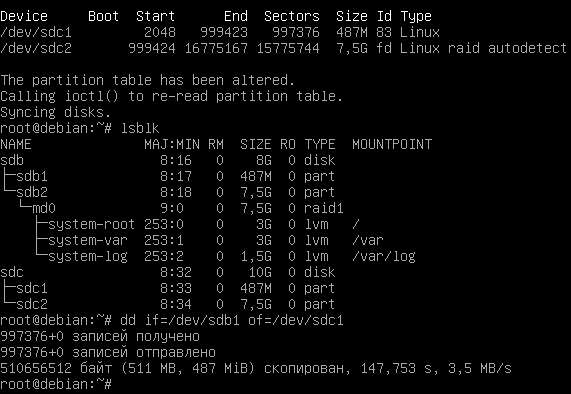 Device     Boot  Start      End  Sectors  Size Id Type
/dev/sdc1         2048   999423   997376  487M 83 Linux
/dev/sdc2       999424 16775167 15775744  7,5G fd Linux raid autodetect

The partition table has been altered.
Calling ioctl() to re-read partition table.
Syncing disks.
root@debian:~# lsblk
NAME              MAJ:MIN RM  SIZE RO TYPE  MOUNTPOINT
sdb                 8:16   0    8G  0 disk
├─sdb1              8:17   0  487M  0 part
└─sdb2              8:18   0  7,5G  0 part
  └─md0             9:0    0  7,5G  0 raid1
    ├─system-root 253:0    0    3G  0 lvm   /
    ├─system-var  253:1    0    3G  0 lvm   /var
    └─system-log  253:2    0  1,5G  0 lvm   /var/log
sdc                 8:32   0   10G  0 disk
├─sdc1              8:33   0  487M  0 part
└─sdc2              8:34   0  7,5G  0 part
root@debian:~# dd if=/dev/sdb1 of=/dev/sdc1
997376+0 записей получено
997376+0 записей отправлено
510656512 байт (511 MB, 487 MiB) скопирован, 147,753 s, 3,5 MB/s
root@debian:~#